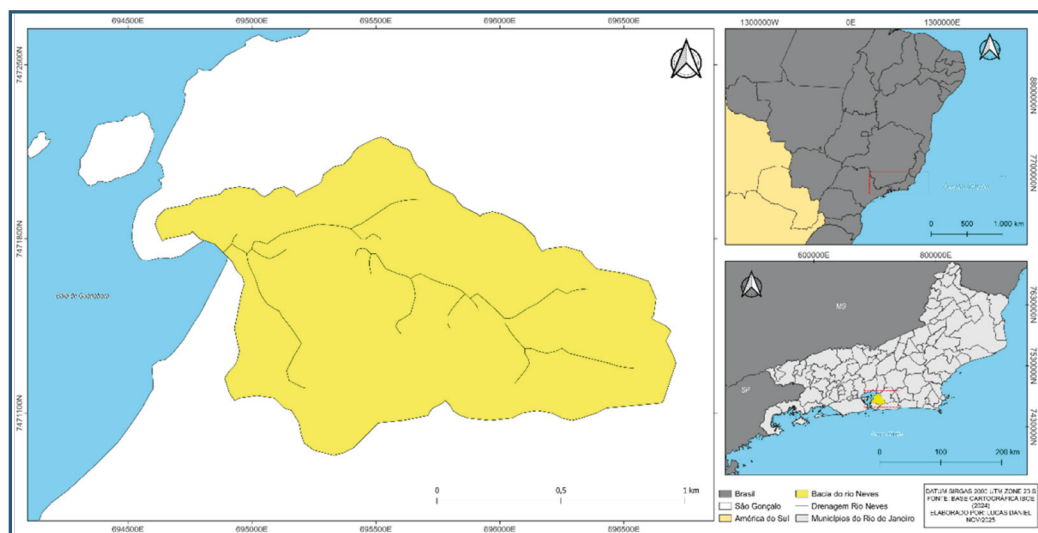 694500E 695000E 695500E 696000E 696500E
7472500N
7471800N
7471100N
Baía de Guanabara
0 0,5 1 km
694500E 695000E 695500E 696000E 696500E
1300000W 0E 1300000E
8800000N
7700000N
0 500 1.000 km
600000E 800000E
7630000N
7530000N
7430000N
MG
SP
0 100 200 km
Brasil
São Gonçalo
América do Sul
Bacia do rio Neves
Drenagem Rio Neves
Municípios do Rio de Janeiro
DATUM SIRGAS 2000 UTM ZONE 23 S
FONTE: BASE CARTOGRÁFICA IBGE
(2024)
ELABORADO POR: LUCAS DANIEL
NOV/2025